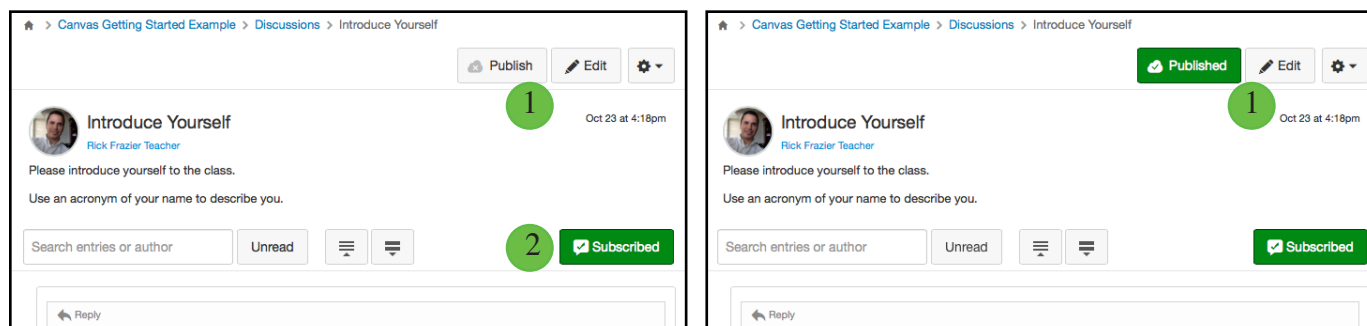 Canvas Getting Started Example > Discussions > Introduce Yourself
Publish Edit
1
Introduce Yourself Oct 23 at 4:18pm
Rick Frazier Teacher
Please introduce yourself to the class.
Use an acronym of your name to describe you.
Search entries or author Unread 2 Subscribed
Reply
Canvas Getting Started Example > Discussions > Introduce Yourself
Published Edit
1
Introduce Yourself Oct 23 at 4:18pm
Rick Frazier Teacher
Please introduce yourself to the class.
Use an acronym of your name to describe you.
Search entries or author Unread Subscribed
Reply